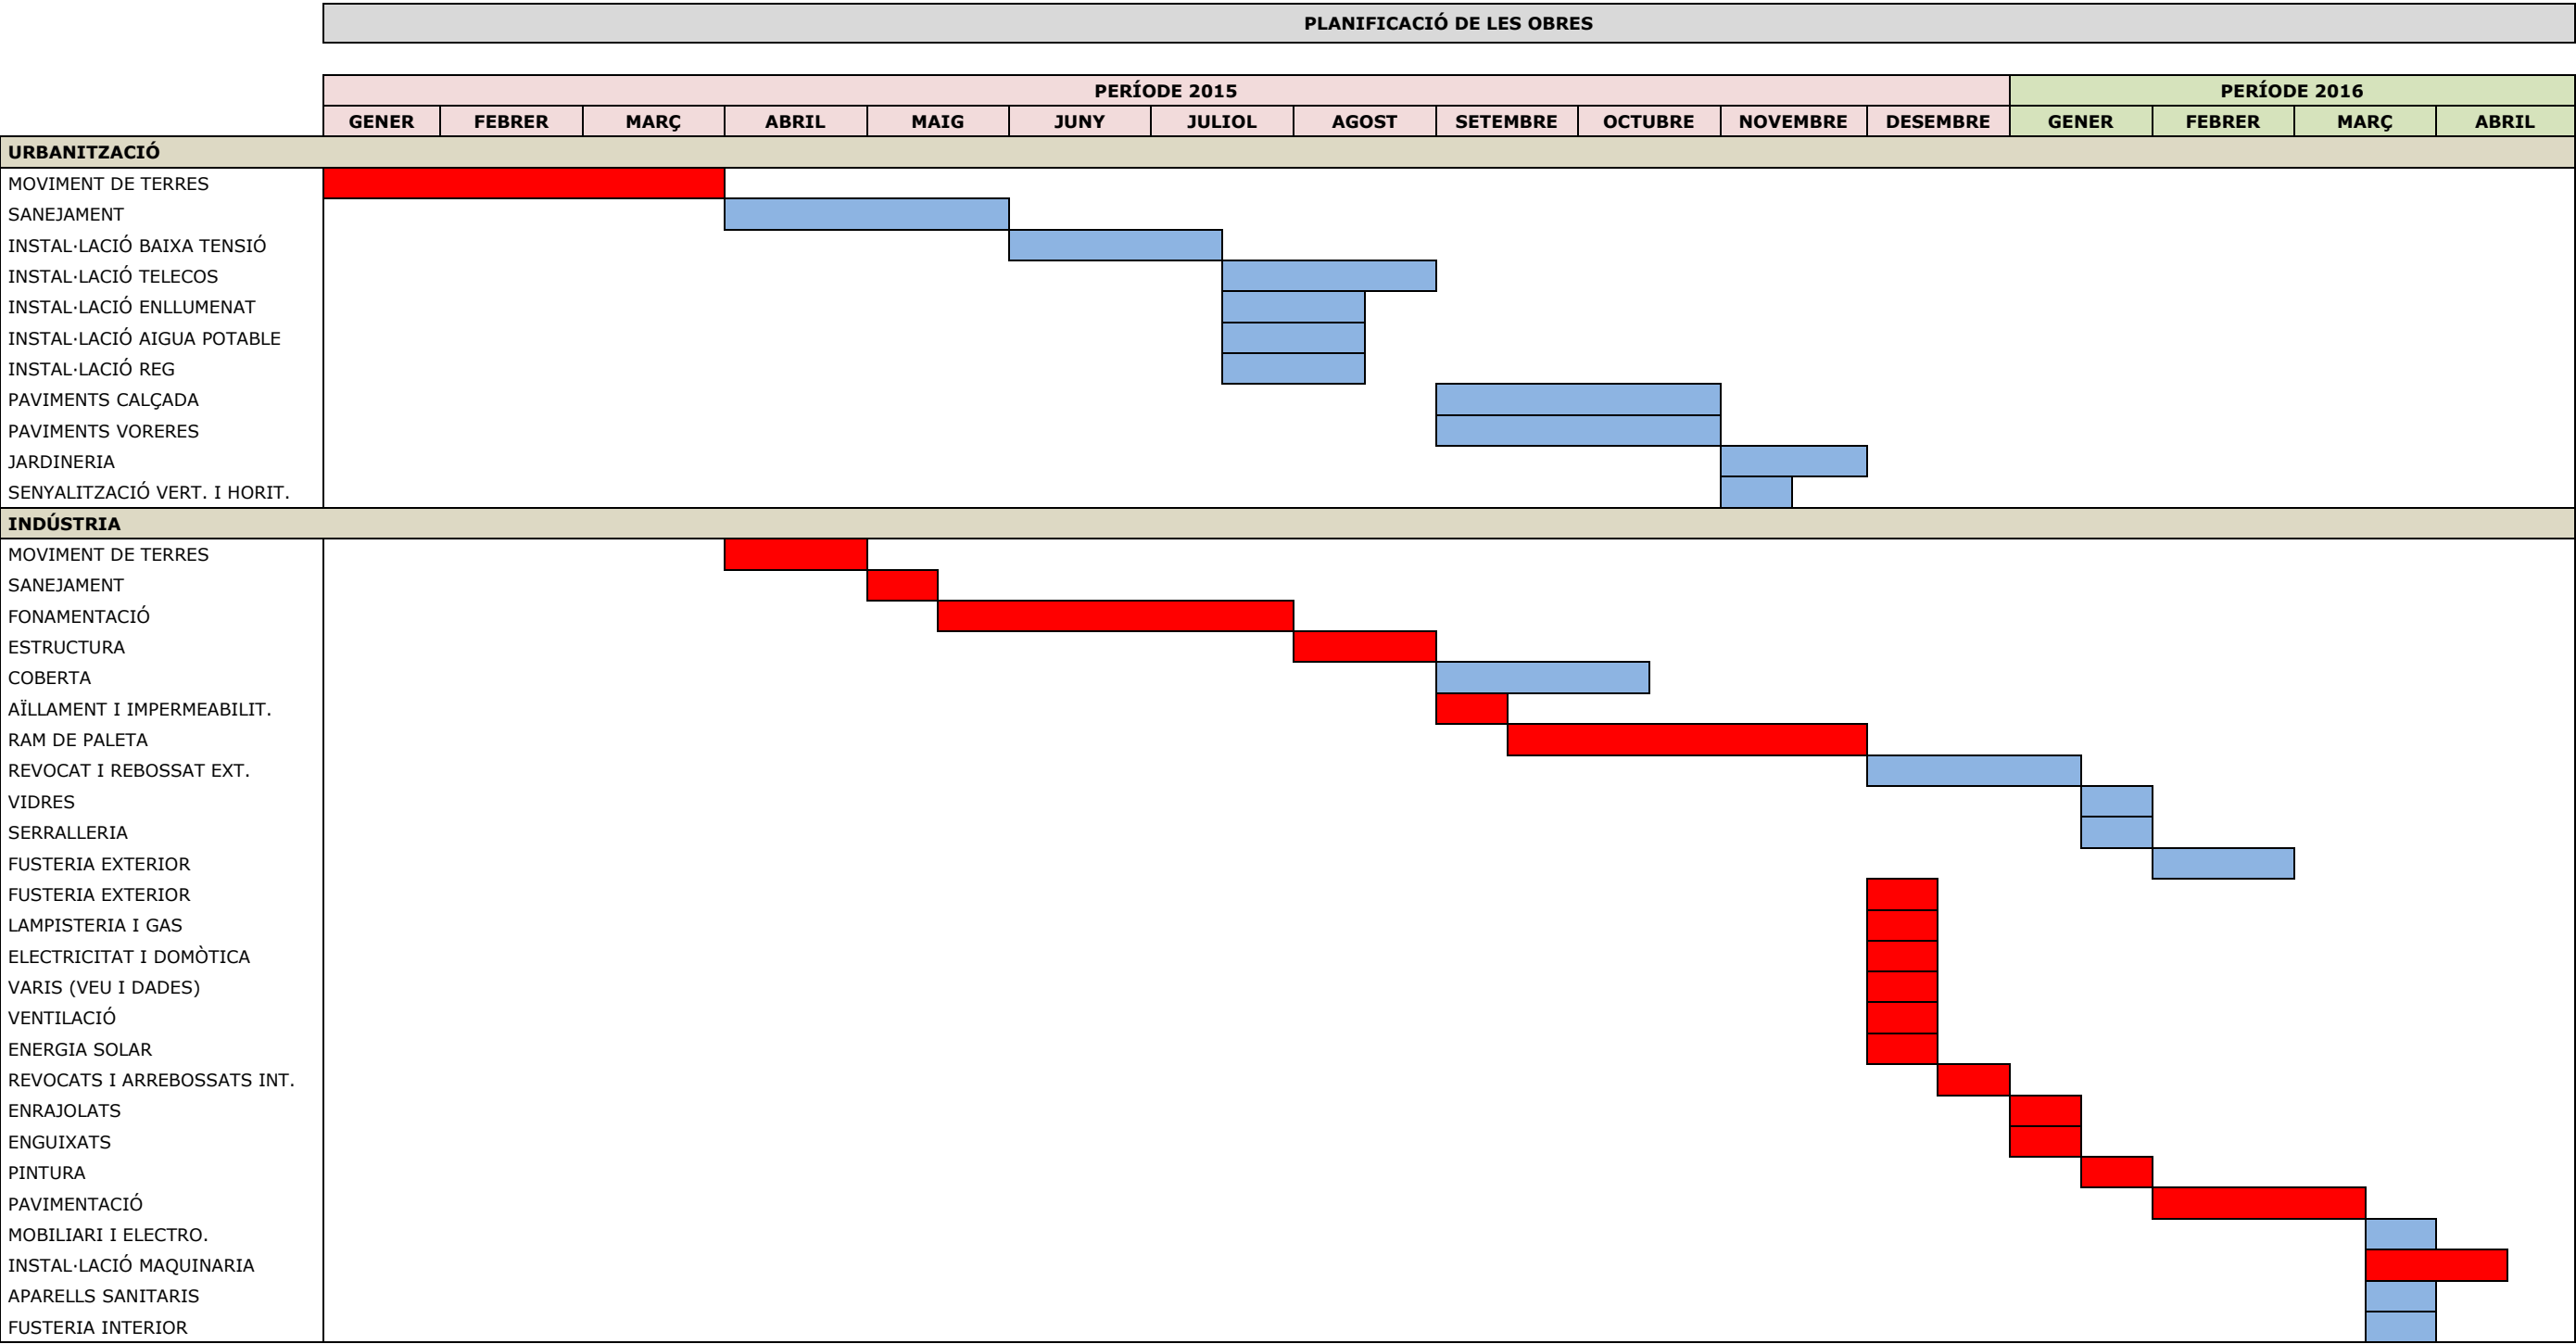 PLANIFICACIÓ DE LES OBRES
PERÍODE 2015 PERÍODE 2016
GENER FEBRER MARÇ ABRIL MAIG JUNY JULIOL AGOST SETEMBRE OCTUBRE NOVEMBRE DESEMBRE GENER FEBRER MARÇ ABRIL
URBANITZACIÓ
MOVIMENT DE TERRES
SANEJAMENT
INSTAL·LACIÓ BAIXA TENSIÓ
INSTAL·LACIÓ TELECOS
INSTAL·LACIÓ ENLLUMENAT
INSTAL·LACIÓ AIGUA POTABLE
INSTAL·LACIÓ REG
PAVIMENTS CALÇADA
PAVIMENTS VORERES
JARDINERIA
SENYALITZACIÓ VERT. I HORIT.
INDÚSTRIA
MOVIMENT DE TERRES
SANEJAMENT
FONAMENTACIÓ
ESTRUCTURA
COBERTA
AÏLLAMENT I IMPERMEABILIT.
RAM DE PALETA
REVOCAT I REBOSSAT EXT.
VIDRES
SERRALLERIA
FUSTERIA EXTERIOR
FUSTERIA EXTERIOR
LAMPISTERIA I GAS
ELECTRICITAT I DOMÒTICA
VARIS (VEU I DADES)
VENTILACIÓ
ENERGIA SOLAR
REVOCATS I ARREBOSSATS INT.
ENRAJOLATS
ENGUIXATS
PINTURA
PAVIMENTACIÓ
MOBILIARI I ELECTRO.
INSTAL·LACIÓ MAQUINARIA
APARELLS SANITARIS
FUSTERIA INTERIOR